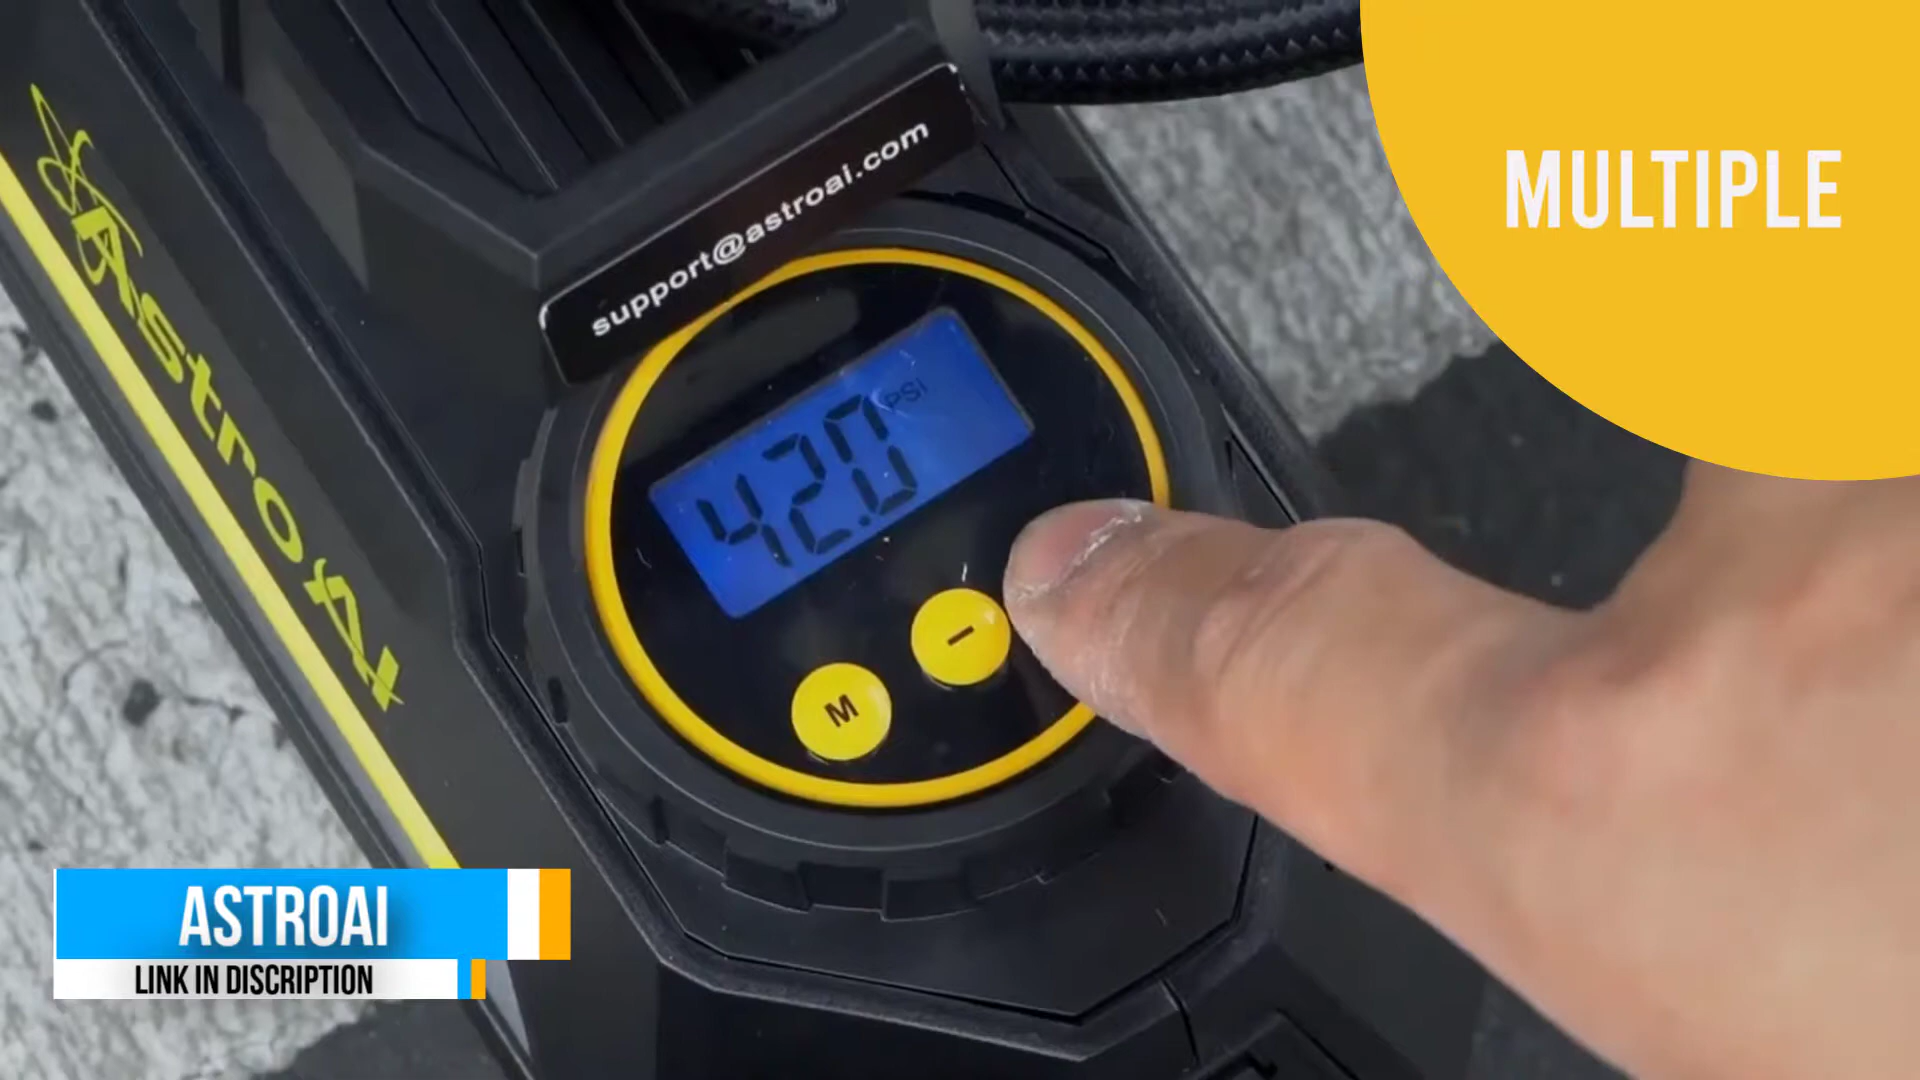 MULTIPLE
support@astroai.com
AstroAI
42.0 PSI
–
M
ASTROAI
LINK IN DISCRIPTION